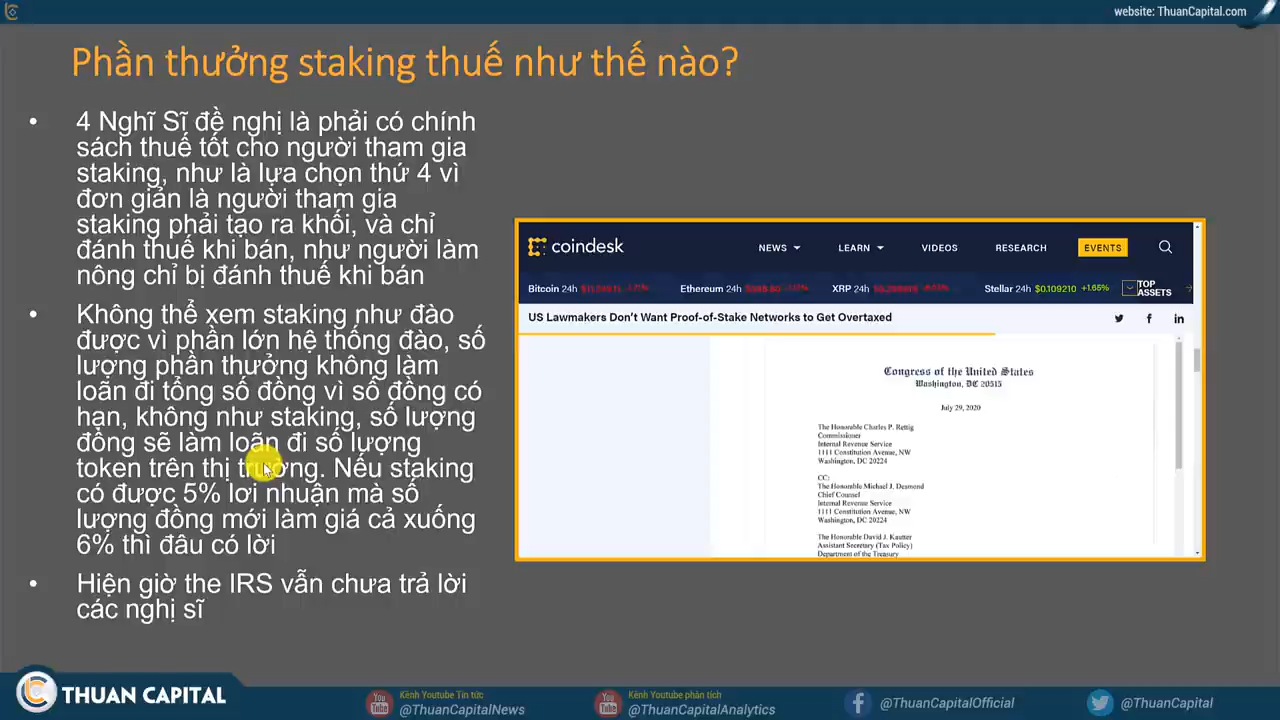 website: ThuanCapital.com
Phần thưởng staking thuế như thế nào?
• 4 Nghĩ Sĩ đề nghị là phải có chính
sách thuế tốt cho người tham gia
staking, như là lựa chọn thứ 4 vì
đơn giản là người tham gia
staking phải tạo ra khối, và chỉ
đánh thuế khi bán, như người làm
nông chỉ bị đánh thuế khi bán
• Không thể xem staking như đào
được vì phần lớn hệ thống đào, số
lượng phần thưởng không làm
loãn đi tổng số đồng vì số đồng có
hạn, không như staking, số lượng
đồng sẽ làm loãn đi số lượng
token trên thị trường. Nếu staking
có được 5% lợi nhuận mà số
lượng đồng mới làm giá cả xuống
6% thì đâu có lời
• Hiện giờ the IRS vẫn chưa trả lời
các nghị sĩ
coindesk
NEWS LEARN VIDEOS RESEARCH EVENTS
Bitcoin 24h Ethereum 24h XRP 24h Stellar 24h $0.109210 +1.65% TOP
ASSETS
US Lawmakers Don't Want Proof-of-Stake Networks to Get Overtaxed
Congress of the United States
Washington, DC 20515
July 29, 2020
The Honorable Charles P. Rettig
Commissioner
Internal Revenue Service
1111 Constitution Avenue, NW
Washington, DC 20224
CC:
The Honorable Michael J. Desmond
Chief Counsel
Internal Revenue Service
1111 Constitution Avenue, NW
Washington, DC 20224
The Honorable David J. Kautter
Assistant Secretary (Tax Policy)
Department of the Treasury
THUAN CAPITAL
You
Tube
Kênh Youtube Tin tức
@ThuanCapitalNews
You
Tube
Kênh Youtube phân tích
@ThuanCapitalAnalytics
@ThuanCapitalOfficial
@ThuanCapital